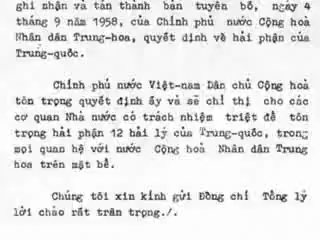 ghi nhận và tán thành bản tuyên bố, ngày 4
tháng 9 năm 1958, của Chính phủ nước Cộng hoà
Nhân dân Trung-hoa, quyết định về hải phận của
Trung-quốc.
Chính phủ nước Việt-nam Dân chủ Cộng hoà
tôn trọng quyết định ấy và sẽ chỉ thị cho các
cơ quan Nhà nước có trách nhiệm triệt để tôn
trọng hải phận 12 hải lý của Trung-quốc, trong
mọi quan hệ với nước Cộng hoà Nhân dân Trung
hoa trên mặt bể.
Chúng tôi xin kính gửi Đồng chí Tổng lý
lời chào rất trân trọng./.